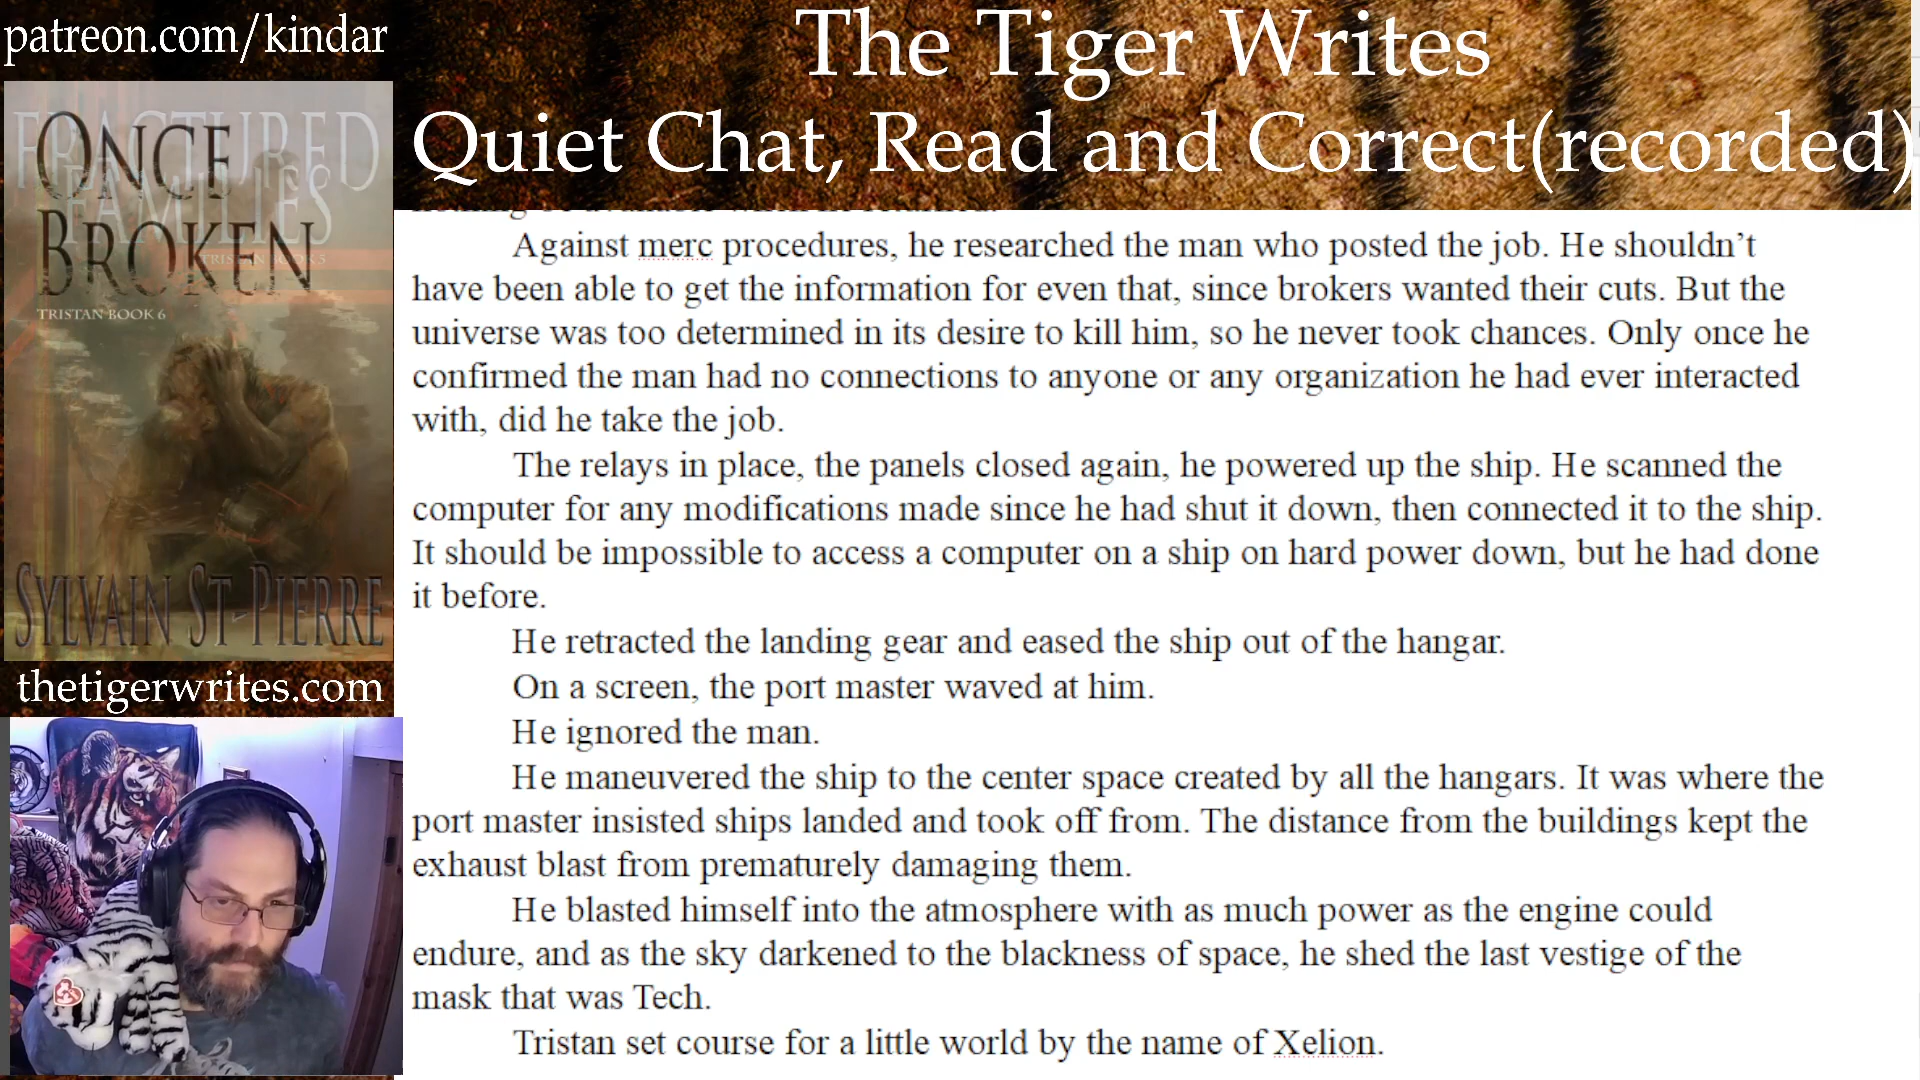 patreon.com/kindar
The Tiger Writes
Quiet Chat, Read and Correct(recorded)
FRACTURED
FAMILIES
TRISTAN BOOK 5
ONCE
BROKEN
TRISTAN BOOK 6
SYLVAIN ST-PIERRE
thetigerwrites.com
Against merc procedures, he researched the man who posted the job. He shouldn’t
have been able to get the information for even that, since brokers wanted their cuts. But the
universe was too determined in its desire to kill him, so he never took chances. Only once he
confirmed the man had no connections to anyone or any organization he had ever interacted
with, did he take the job.
The relays in place, the panels closed again, he powered up the ship. He scanned the
computer for any modifications made since he had shut it down, then connected it to the ship.
It should be impossible to access a computer on a ship on hard power down, but he had done
it before.
He retracted the landing gear and eased the ship out of the hangar.
On a screen, the port master waved at him.
He ignored the man.
He maneuvered the ship to the center space created by all the hangars. It was where the
port master insisted ships landed and took off from. The distance from the buildings kept the
exhaust blast from prematurely damaging them.
He blasted himself into the atmosphere with as much power as the engine could
endure, and as the sky darkened to the blackness of space, he shed the last vestige of the
mask that was Tech.
Tristan set course for a little world by the name of Xelion.